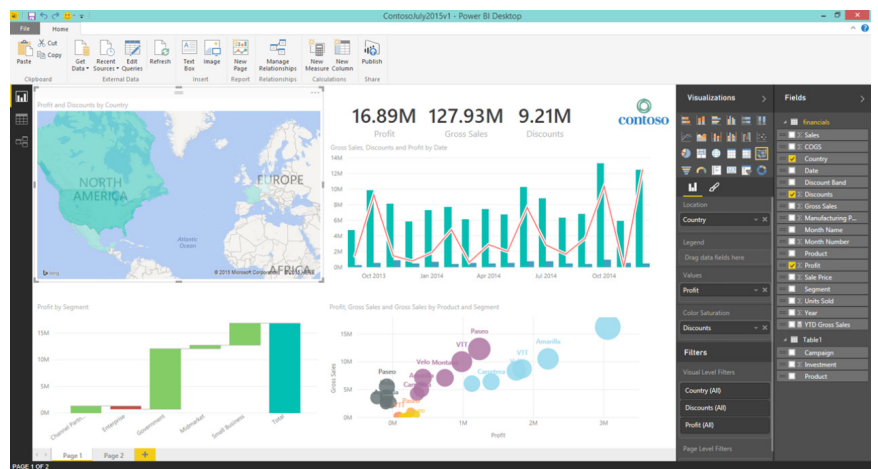 ContosoJuly2015v1 - Power BI Desktop
File Home
Paste
Cut
Copy
Clipboard
Get Data
Recent Sources
Edit Queries
Refresh
External Data
Text Box
Image
Insert
New Page
Report
Manage Relationships
Relationships
New Measure
New Column
Calculations
Publish
Share
Profit and Discounts by Country
NORTH AMERICA
EUROPE
AFRICA
Atlantic Ocean
bing
16.89M 127.93M 9.21M
Profit Gross Sales Discounts
contoso
Gross Sales, Discounts and Profit by Date
14M
12M
10M
8M
6M
4M
2M
0M
Oct 2013 Jan 2014 Apr 2014 Jul 2014 Oct 2014
Profit by Segment
15M
10M
5M
0M
Channel Partn...
Enterprise
Government
Midmarket
Small Business
Total
Profit, Gross Sales and Gross Sales by Product and Segment
Gross Sales
15M
10M
5M
0M
Paseo
VTT
Velo
Montana
Paseo
Amarilla
VTT
0M 1M 2M 3M
Profit
Visualizations
Location
Country
Legend
Drag data fields here
Values
Profit
Color Saturation
Discounts
Filters
Visual Level Filters
Country (All)
Discounts (All)
Profit (All)
Page Level Filters
Fields
financials
Sales
COGS
Country
Date
Discount Band
Discounts
Gross Sales
Manufacturing P...
Month Name
Month Number
Product
Profit
Sale Price
Segment
Units Sold
Year
YTD Gross Sales
Table1
Campaign
Investment
Product
Page 1 Page 2 +
PAGE 1 OF 2